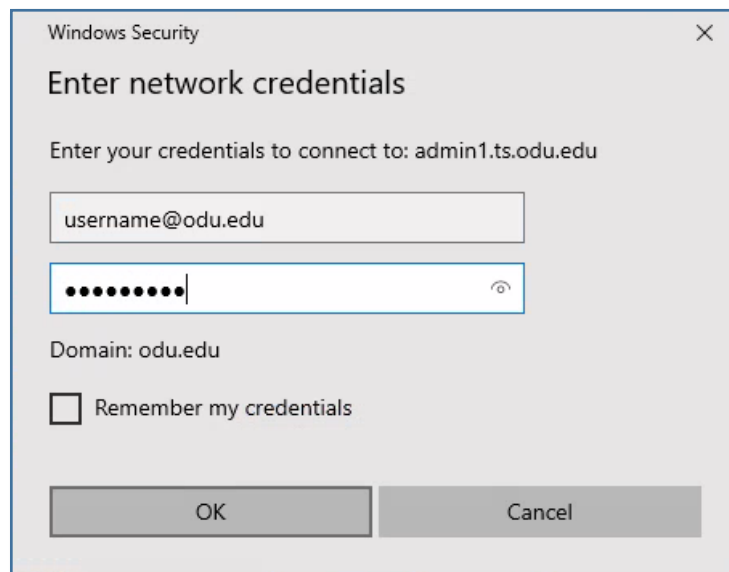 Windows Security
Enter network credentials
Enter your credentials to connect to: admin1.ts.odu.edu
username@odu.edu
●●●●●●●●●
Domain: odu.edu
Remember my credentials
OK
Cancel